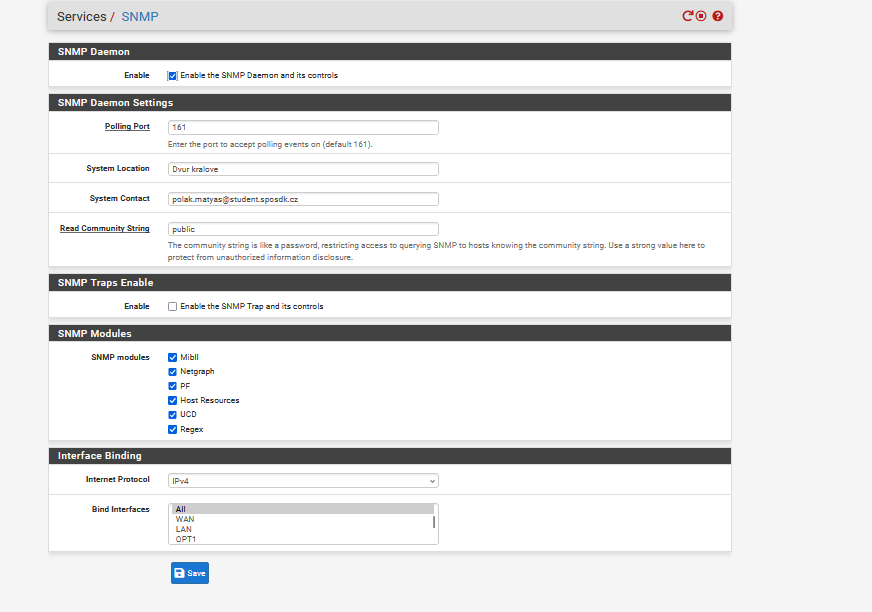 Services / SNMP
SNMP Daemon
Enable
Enable the SNMP Daemon and its controls
SNMP Daemon Settings
Polling Port
161
Enter the port to accept polling events on (default 161).
System Location
Dvur kralove
System Contact
polak.matyas@student.sposdk.cz
Read Community String
public
The community string is like a password, restricting access to querying SNMP to hosts knowing the community string. Use a strong value here to
protect from unauthorized information disclosure.
SNMP Traps Enable
Enable
Enable the SNMP Trap and its controls
SNMP Modules
SNMP modules
MibII
Netgraph
PF
Host Resources
UCD
Regex
Interface Binding
Internet Protocol
IPv4
Bind Interfaces
All
WAN
LAN
OPT1
Save